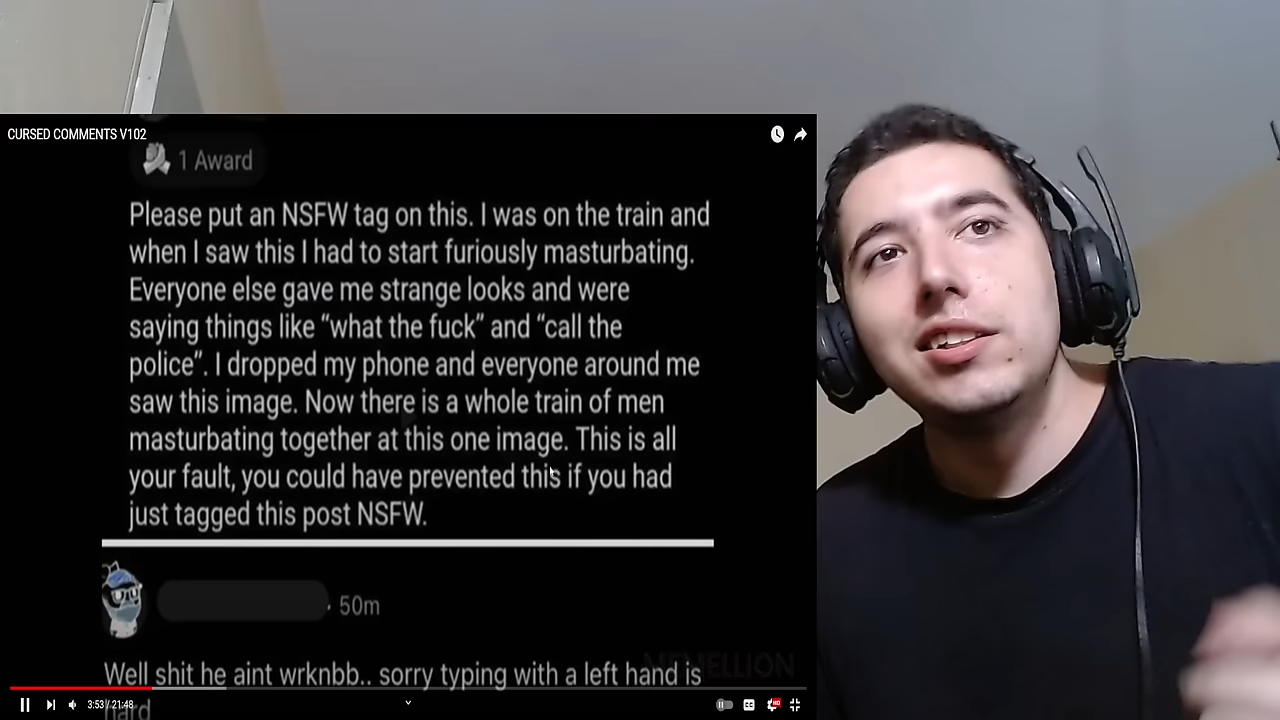 CURSED COMMENTS V102
1 Award
Please put an NSFW tag on this. I was on the train and
when I saw this I had to start furiously masturbating.
Everyone else gave me strange looks and were
saying things like “what the fuck” and “call the
police”. I dropped my phone and everyone around me
saw this image. Now there is a whole train of men
masturbating together at this one image. This is all
your fault, you could have prevented this if you had
just tagged this post NSFW.
· 50m
MEMELLION
Well shit he aint wrknbb.. sorry typing with a left hand is
hard
3:53 / 21:48
CC
HD